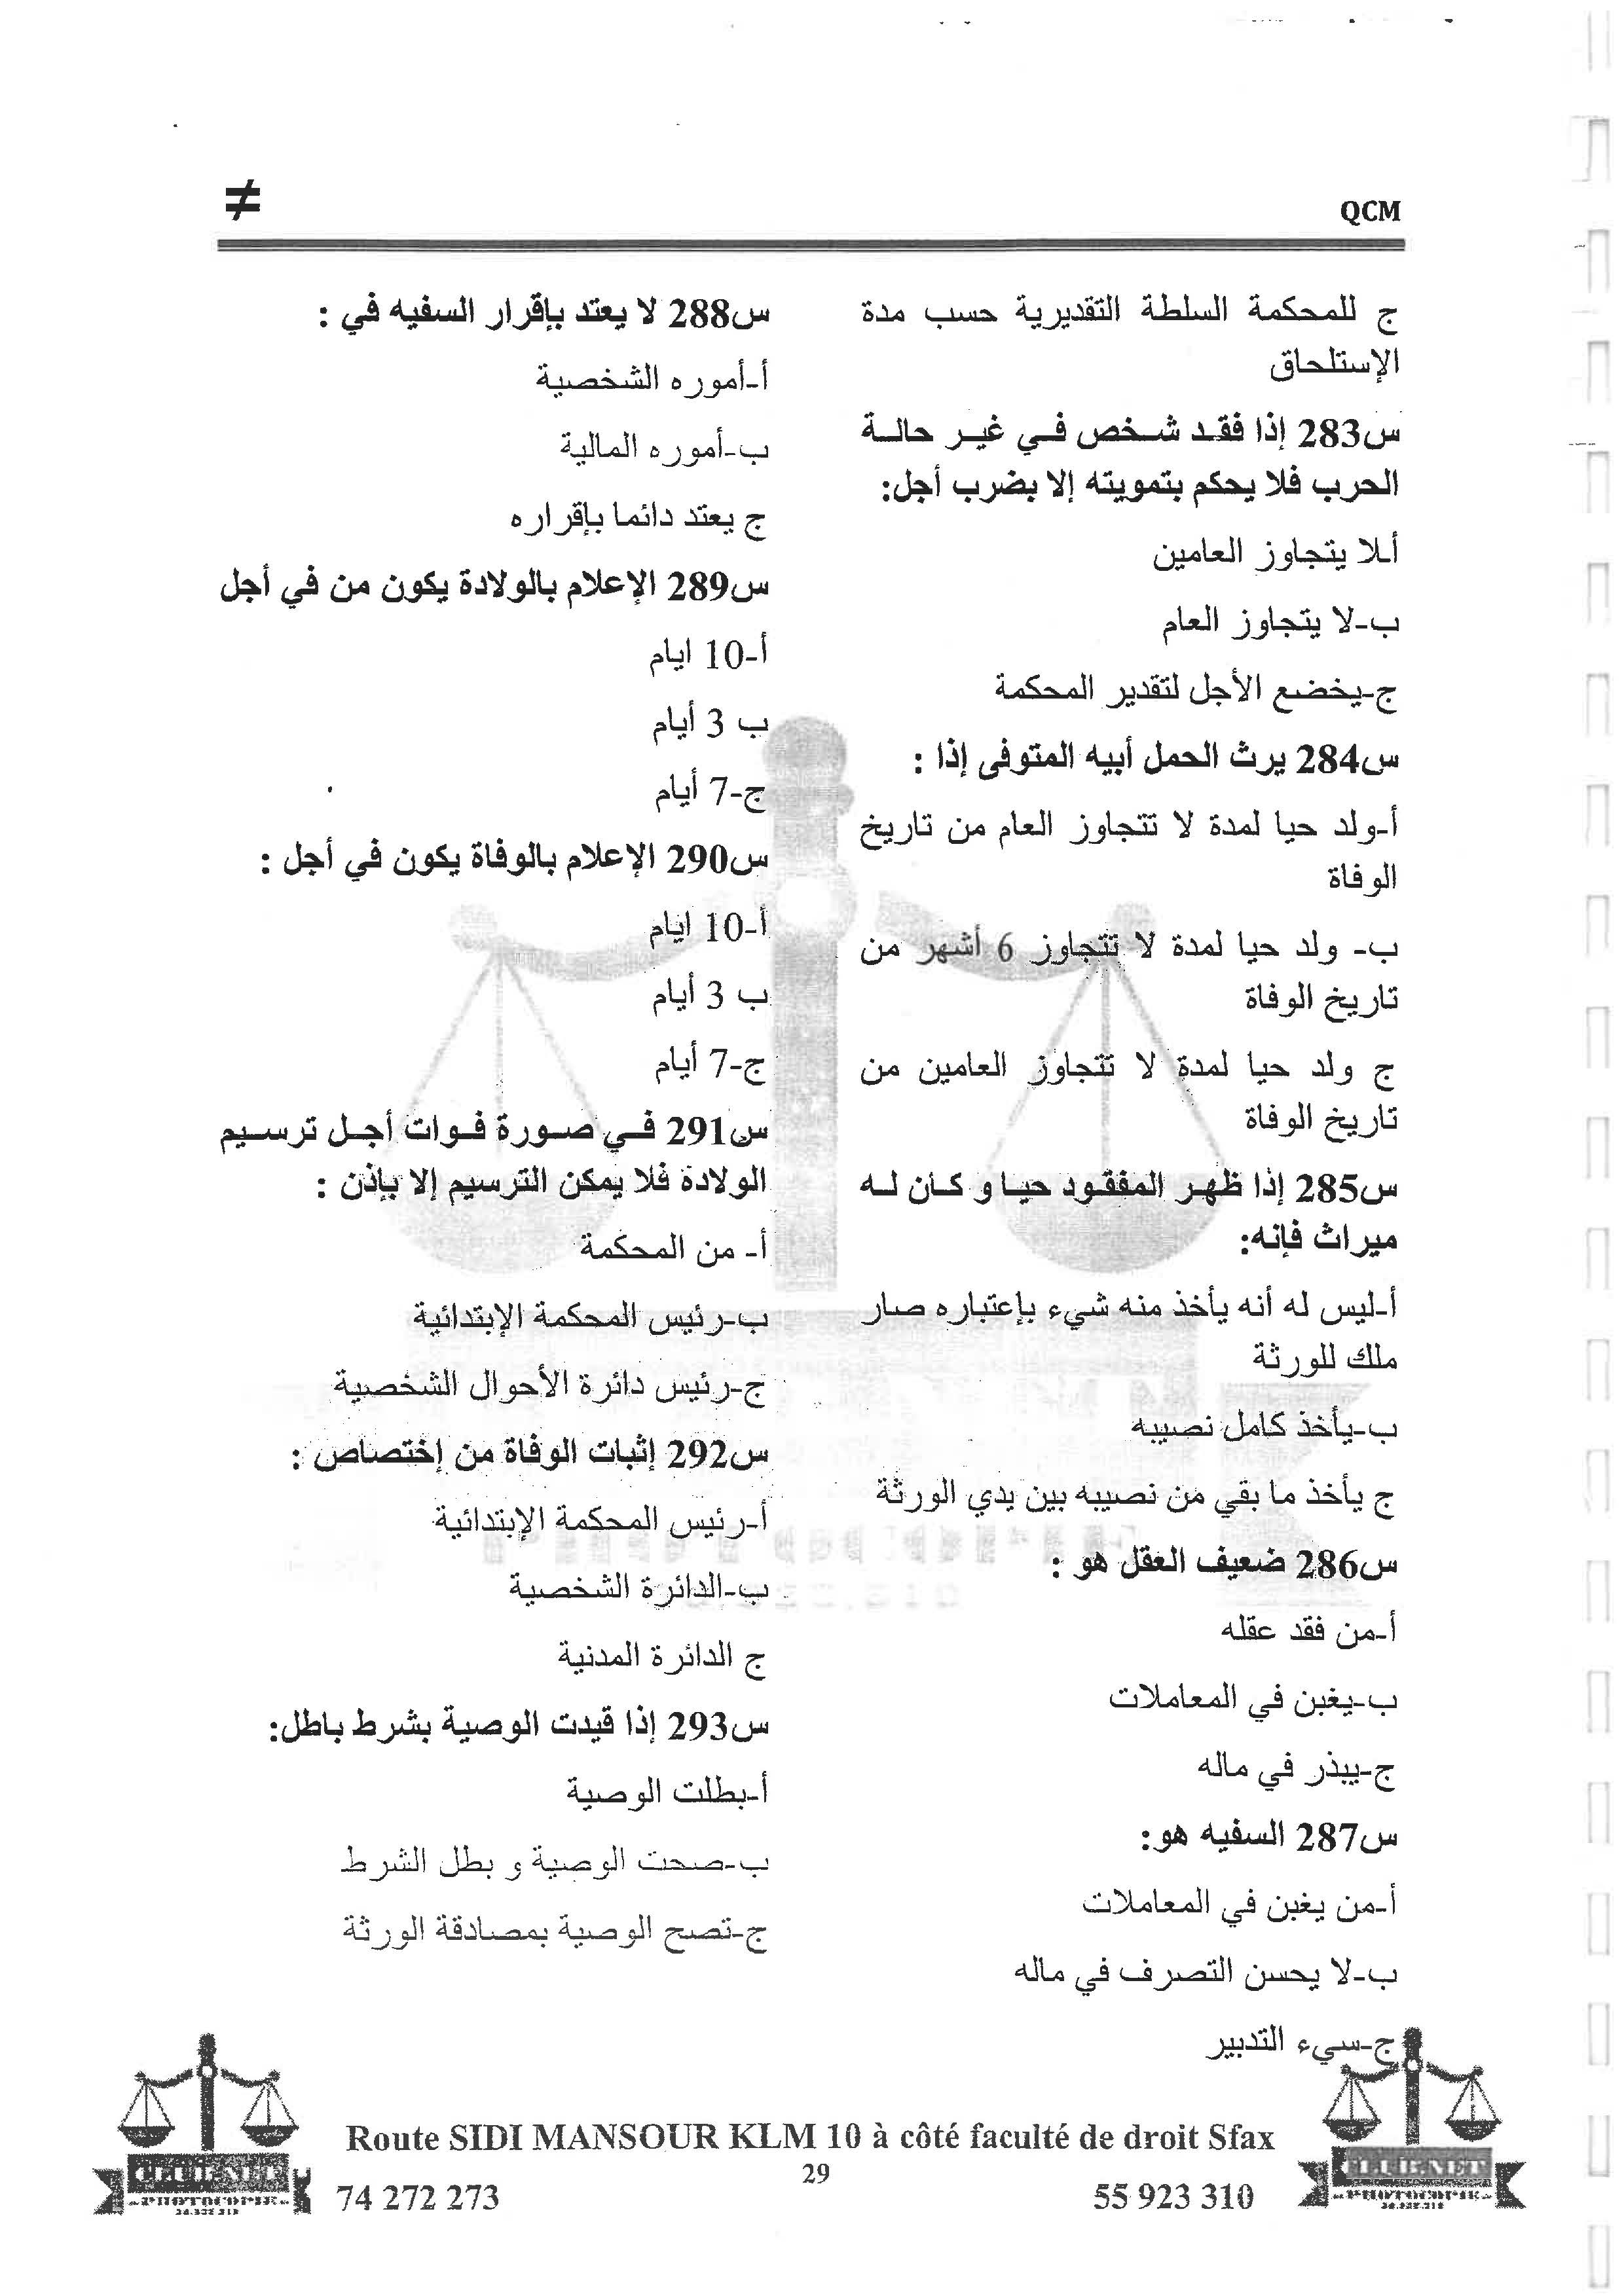 ≠
QCM
ج للمحكمة السلطة التقديرية حسب مدة
الإستلحاق
س283 إذا فقد شخص في غير حالة
الحرب فلا يحكم بتمويته إلا بضرب أجل:
أ-لا يتجاوز العامين
ب-لا يتجاوز العام
ج-يخضع الأجل لتقدير المحكمة
س284 يرث الحمل أبيه المتوفى إذا :
أ-ولد حيا لمدة لا تتجاوز العام من تاريخ
الوفاة
ب- ولد حيا لمدة لا تتجاوز 6 أشهر من
تاريخ الوفاة
ج ولد حيا لمدة لا تتجاوز العامين من
تاريخ الوفاة
س285 إذا ظهر المفقود حيا و كان له
ميراث فإنه:
أ-ليس له أنه يأخذ منه شيء بإعتباره صار
ملك للورثة
ب-يأخذ كامل نصيبه
ج يأخذ ما بقي من نصيبه بين يدي الورثة
س286 ضعيف العقل هو :
أ-من فقد عقله
ب-يغبن في المعاملات
ج-يبذر في ماله
س287 السفيه هو:
أ-من يغبن في المعاملات
ب-لا يحسن التصرف في ماله
ج-سيء التدبير
س288 لا يعتد بإقرار السفيه في :
أ-أموره الشخصية
ب-أموره المالية
ج يعتد دائما بإقراره
س289 الإعلام بالولادة يكون من في أجل
أ-10 ايام
ب 3 أيام
ج-7 أيام
س290 الإعلام بالوفاة يكون في أجل :
أ-10 ايام
ب 3 أيام
ج-7 أيام
س291 في صورة فوات أجل ترسيم
الولادة فلا يمكن الترسيم إلا بإذن :
أ- من المحكمة
ب-رئيس المحكمة الإبتدائية
ج-رئيس دائرة الأحوال الشخصية
س292 إثبات الوفاة من إختصاص :
أ-رئيس المحكمة الإبتدائية
ب-الدائرة الشخصية
ج الدائرة المدنية
س293 إذا قيدت الوصية بشرط باطل:
أ-بطلت الوصية
ب-صحت الوصية و بطل الشرط
ج-تصح الوصية بمصادقة الورثة
Route SIDI MANSOUR KLM 10 à côté faculté de droit Sfax
29
74 272 273
55 923 310
CLUB.NET
PHOTOCOPIE
CLUB.NET
PHOTOCOPIE